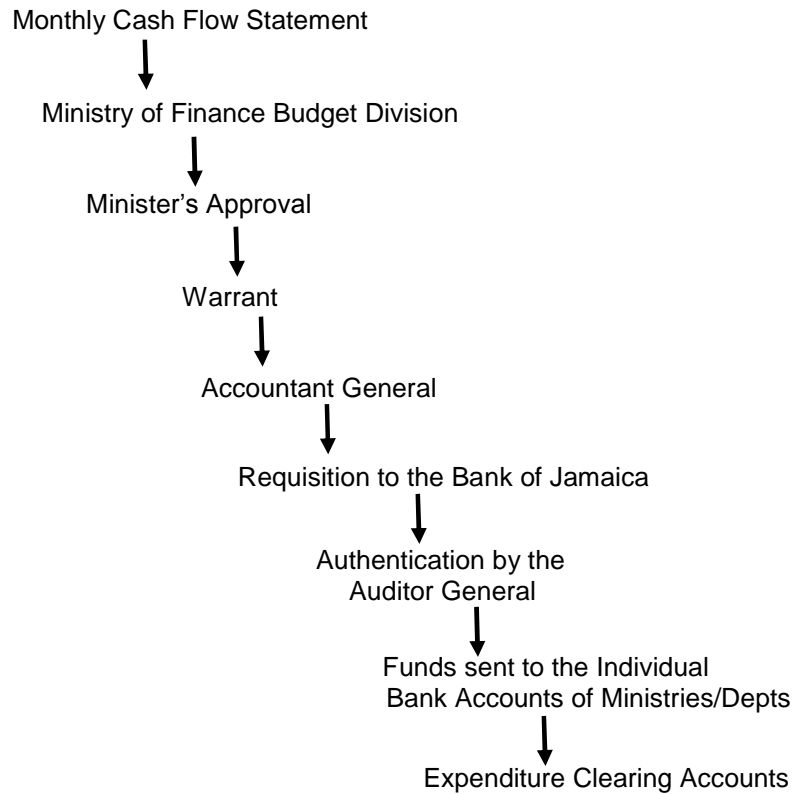 Monthly Cash Flow Statement
Ministry of Finance Budget Division
Minister’s Approval
Warrant
Accountant General
Requisition to the Bank of Jamaica
Authentication by the
Auditor General
Funds sent to the Individual
Bank Accounts of Ministries/Depts
Expenditure Clearing Accounts